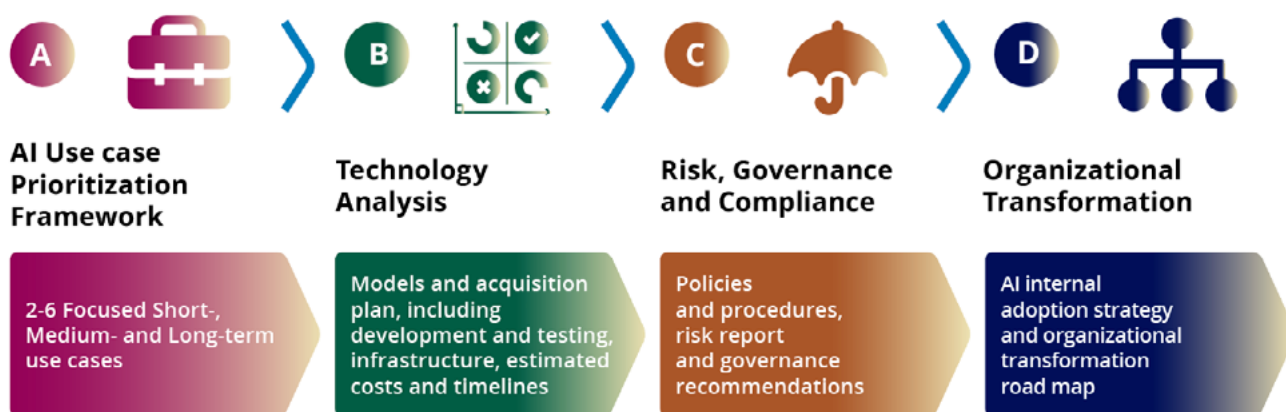 A
B
C
D
AI Use case
Prioritization
Framework
Technology
Analysis
Risk, Governance
and Compliance
Organizational
Transformation
2-6 Focused Short-,
Medium- and Long-term
use cases
Models and acquisition
plan, including
development and testing,
infrastructure, estimated
costs and timelines
Policies
and procedures,
risk report
and governance
recommendations
AI internal
adoption strategy
and organizational
transformation
road map